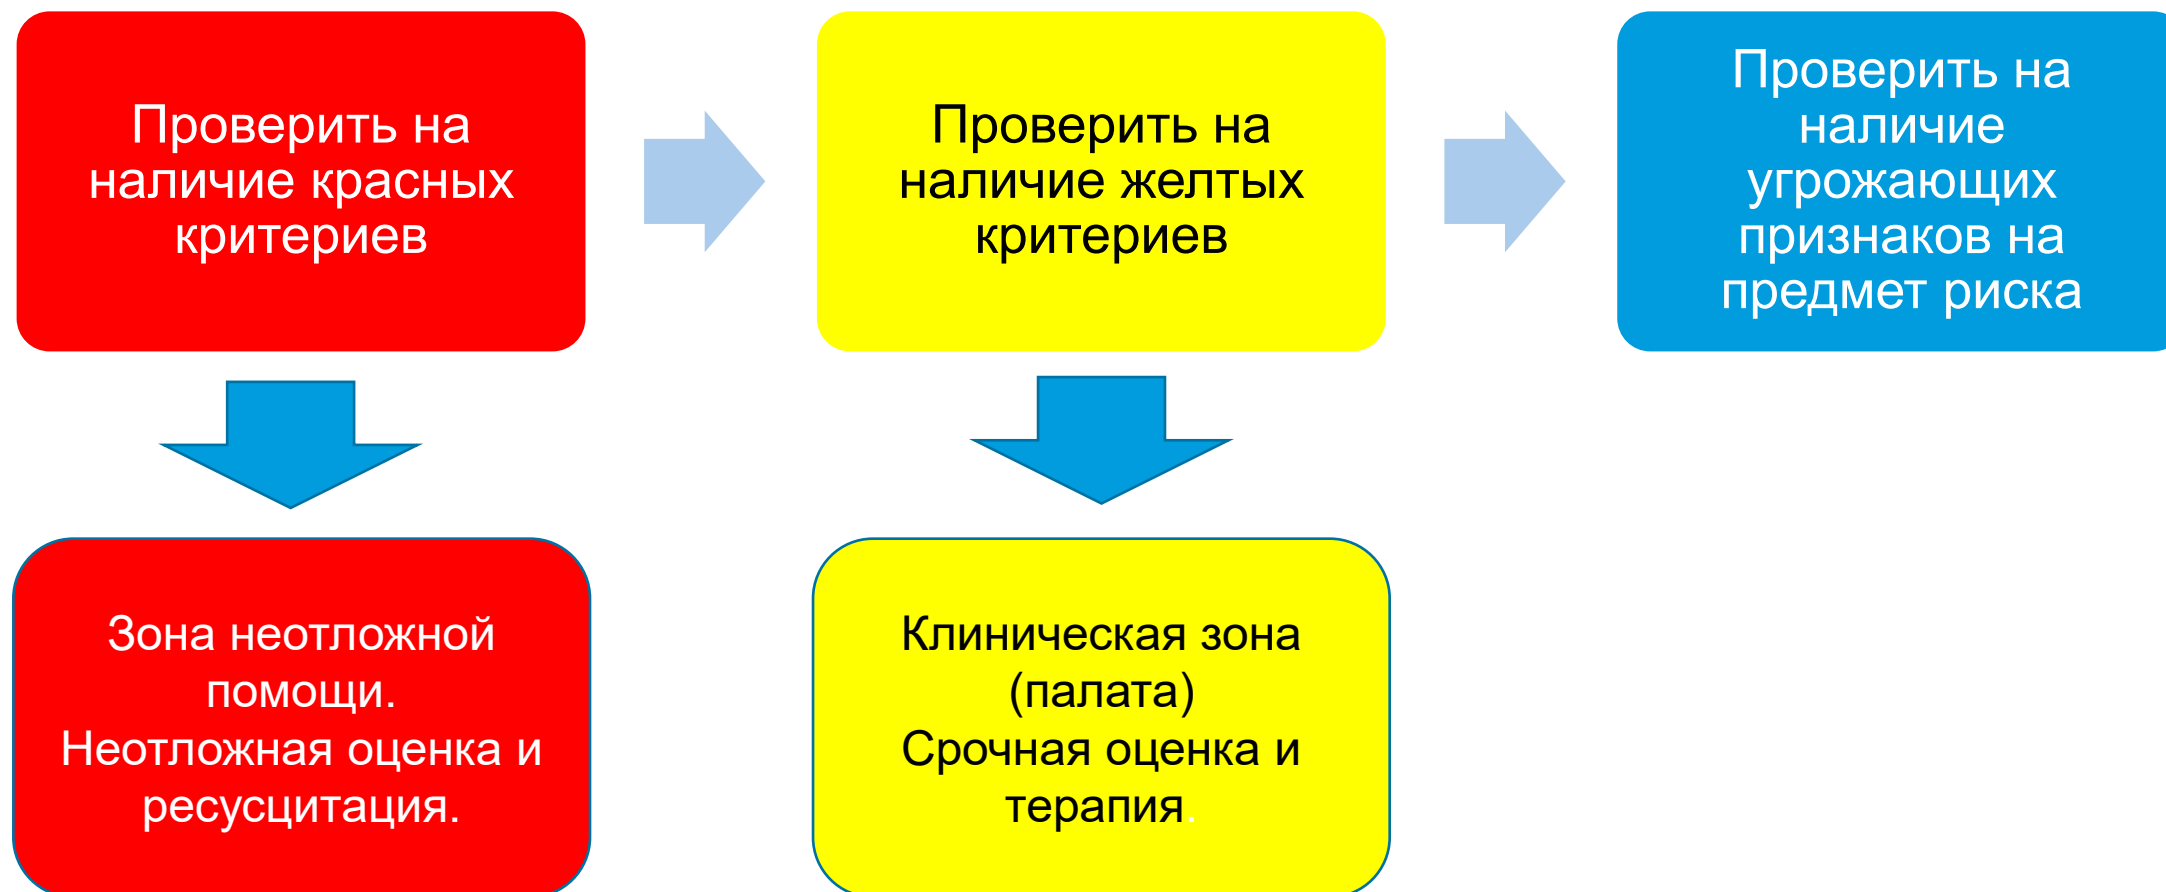 Проверить на
наличие красных
критериев
Проверить на
наличие желтых
критериев
Проверить на
наличие
угрожающих
признаков на
предмет риска
Зона неотложной
помощи.
Неотложная оценка и
ресусцитация.
Клиническая зона
(палата)
Срочная оценка и
терапия.